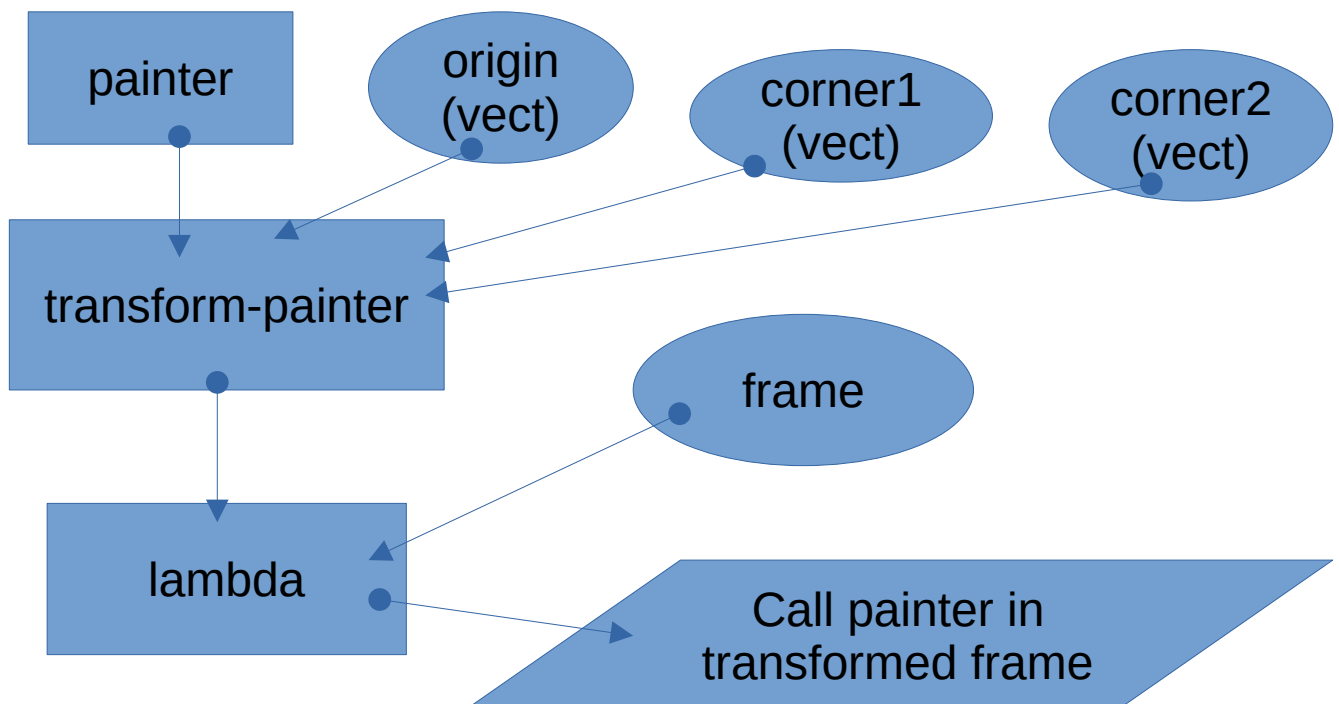 painter
origin
(vect)
corner1
(vect)
corner2
(vect)
transform-painter
frame
lambda
Call painter in
transformed frame